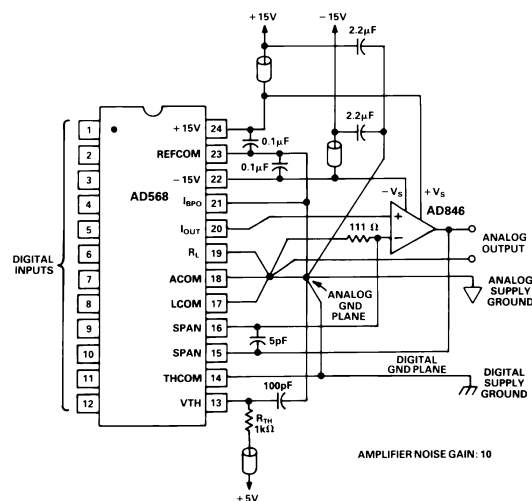 +15V
-15V
2.2µF
2.2µF
1
2
3
4
5
6
7
8
9
10
11
12
DIGITAL
INPUTS
AD568
+15V 24
REFCOM 23
-15V 22
IBPO 21
IOUT 20
RL 19
ACOM 18
LCOM 17
SPAN 16
SPAN 15
THCOM 14
VTH 13
0.1µF
0.1µF
-VS
+VS
AD846
+
-
111 Ω
ANALOG
OUTPUT
ANALOG
GND
PLANE
ANALOG
SUPPLY
GROUND
5pF
DIGITAL
GND PLANE
DIGITAL
SUPPLY
GROUND
100pF
RTH
1kΩ
+5V
AMPLIFIER NOISE GAIN: 10